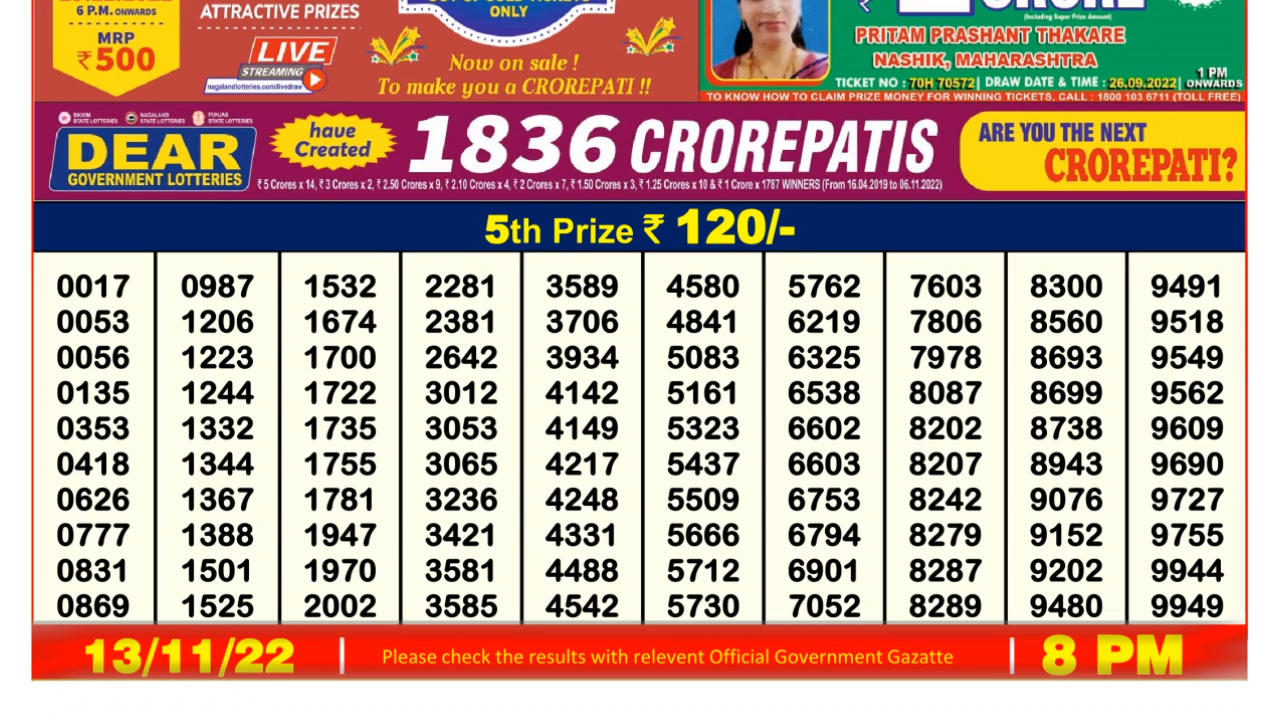 6 P.M. ONWARDS
MRP
₹500
ATTRACTIVE PRIZES
LIVE
STREAMING
nagalandlotteries.com/livedraw
ONLY
Now on sale !
To make you a CROREPATI !!
₹
CRORE
(Including Super Prize Amount)
PRITAM PRASHANT THAKARE
NASHIK, MAHARASHTRA
TICKET NO : 70H 70572 | DRAW DATE & TIME : 26.09.2022 | 1 PM ONWARDS
TO KNOW HOW TO CLAIM PRIZE MONEY FOR WINNING TICKETS, CALL : 1800 103 6711 (TOLL FREE)
SIKKIM STATE LOTTERIES NAGALAND STATE LOTTERIES PUNJAB STATE LOTTERIES
DEAR
GOVERNMENT LOTTERIES
have
Created
1836 CROREPATIS
₹ 5 Crores x 14, ₹ 3 Crores x 2, ₹ 2.50 Crores x 9, ₹ 2.10 Crores x 4, ₹ 2 Crores x 7, ₹ 1.50 Crores x 3, ₹ 1.25 Crores x 10 & ₹ 1 Crore x 1787 WINNERS (From 16.04.2019 to 06.11.2022)
ARE YOU THE NEXT
CROREPATI?
5th Prize ₹ 120/-
0017 0987 1532 2281 3589 4580 5762 7603 8300 9491
0053 1206 1674 2381 3706 4841 6219 7806 8560 9518
0056 1223 1700 2642 3934 5083 6325 7978 8693 9549
0135 1244 1722 3012 4142 5161 6538 8087 8699 9562
0353 1332 1735 3053 4149 5323 6602 8202 8738 9609
0418 1344 1755 3065 4217 5437 6603 8207 8943 9690
0626 1367 1781 3236 4248 5509 6753 8242 9076 9727
0777 1388 1947 3421 4331 5666 6794 8279 9152 9755
0831 1501 1970 3581 4488 5712 6901 8287 9202 9944
0869 1525 2002 3585 4542 5730 7052 8289 9480 9949
13/11/22 | Please check the results with relevent Official Government Gazatte | 8 PM